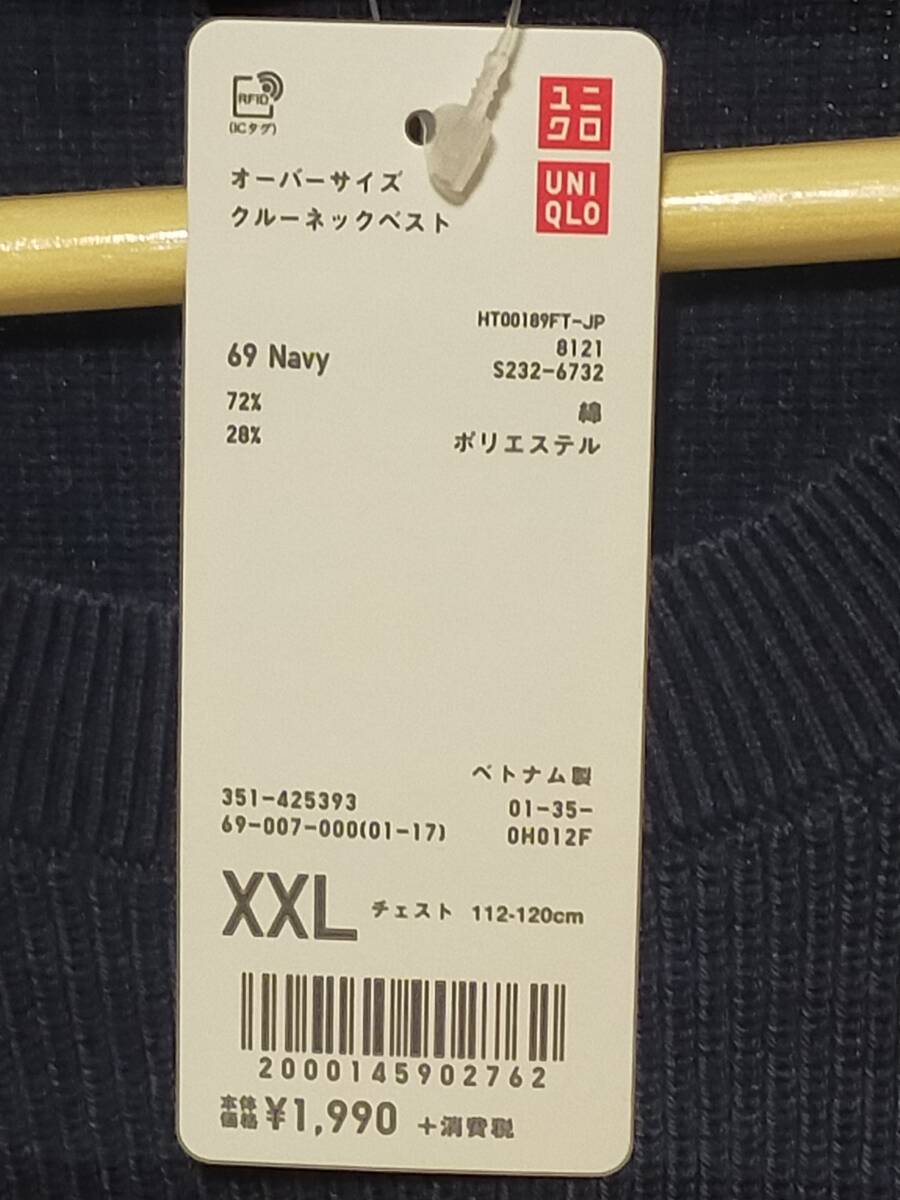 RFID
(ICタグ)
ユニ
クロ
UNI
QLO
オーバーサイズ
クルーネックベスト
HT00189FT-JP
8121
S232-6732
69 Navy
72% 綿
28% ポリエステル
ベトナム製
351-425393 01-35-
69-007-000(01-17) 0H012F
XXL チェスト 112-120cm
2000145902762
本体価格 ¥1,990 +消費税